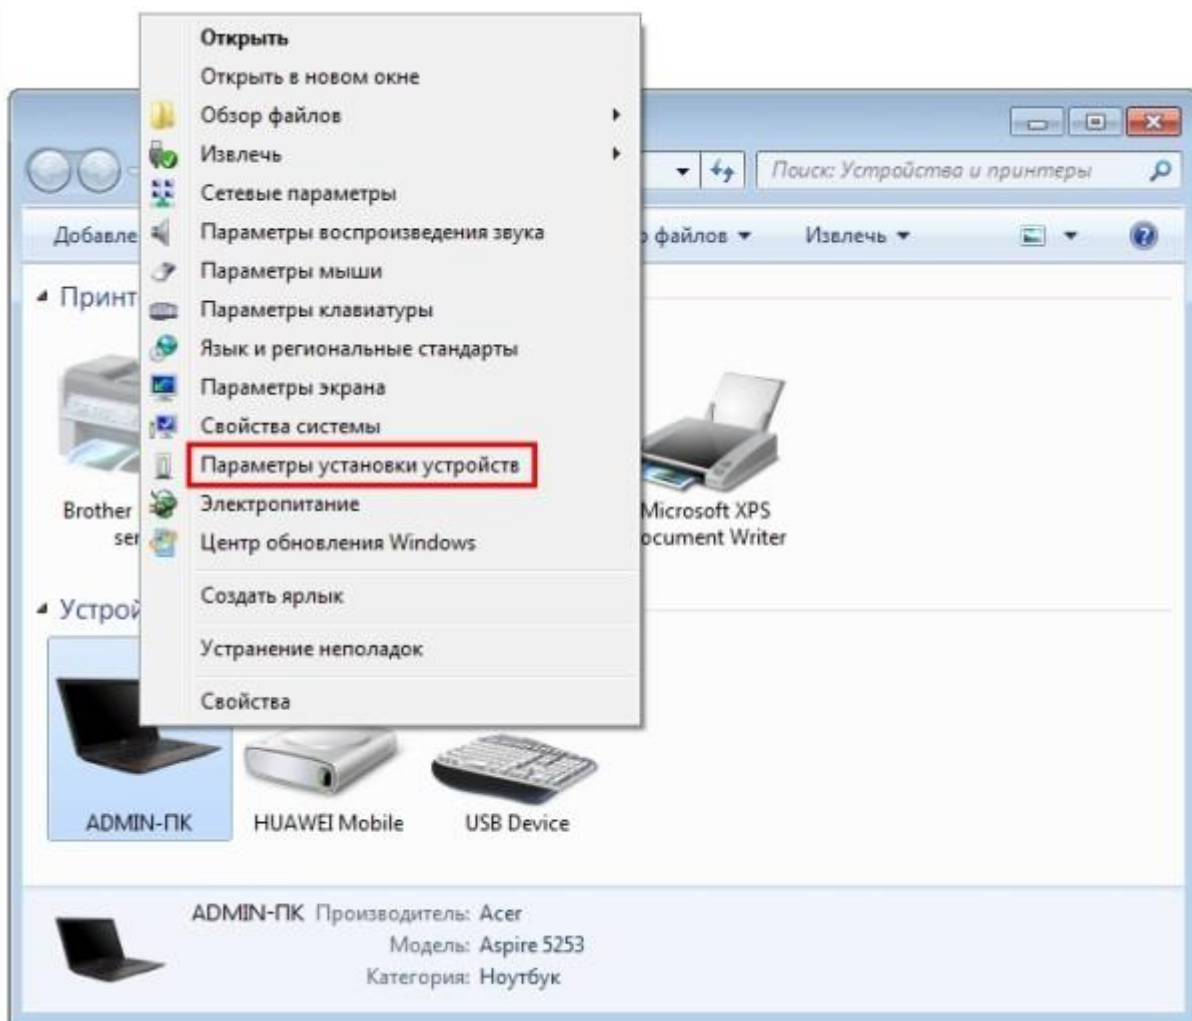 Открыть
Открыть в новом окне
Обзор файлов
Извлечь
Сетевые параметры
Параметры воспроизведения звука
Параметры мыши
Параметры клавиатуры
Язык и региональные стандарты
Параметры экрана
Свойства системы
Параметры установки устройств
Электропитание
Центр обновления Windows
Создать ярлык
Устранение неполадок
Свойства
Поиск: Устройства и принтеры
Добавле файлов Извлечь
Принт
Brother
ser
Microsoft XPS
ocument Writer
Устрой
ADMIN-ПК HUAWEI Mobile USB Device
ADMIN-ПК Производитель: Acer
Модель: Aspire 5253
Категория: Ноутбук